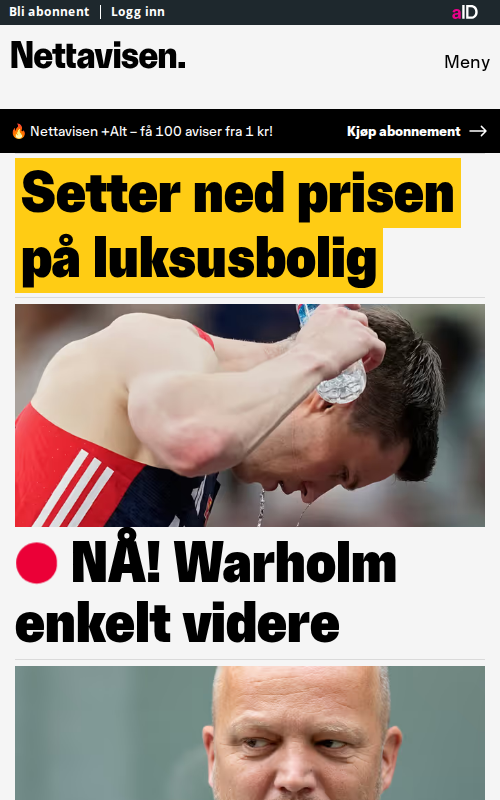 Bli abonnent Logg inn aID
Nettavisen.
Meny
🔥 Nettavisen +Alt – få 100 aviser fra 1 kr! Kjøp abonnement →
Setter ned prisen
på luksusbolig
NÅ! Warholm
enkelt videre